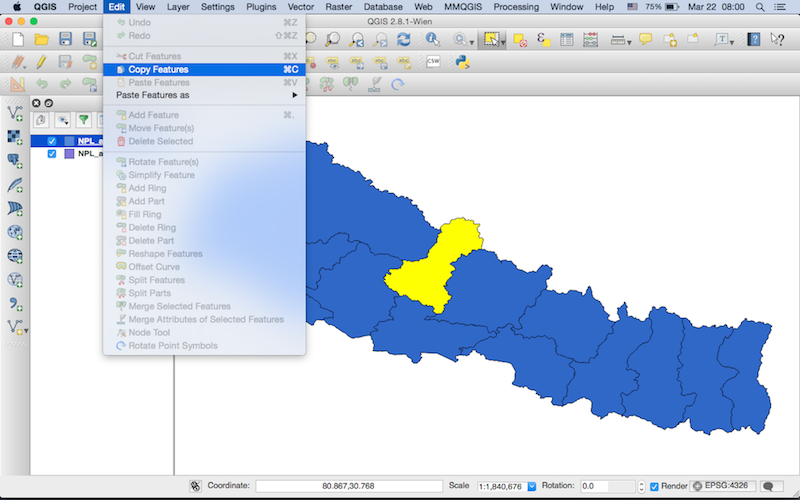 QGIS Project Edit View Layer Settings Plugins Vector Raster Database Web MMQGIS Processing Window Help 75% Mar 22 08:00
QGIS 2.8.1-Wien
Undo ⌘Z
Redo ⇧⌘Z
Cut Features ⌘X
Copy Features ⌘C
Paste Features ⌘V
Paste Features as
Add Feature ⌘.
Move Feature(s)
Delete Selected
Rotate Feature(s)
Simplify Feature
Add Ring
Add Part
Fill Ring
Delete Ring
Delete Part
Reshape Features
Offset Curve
Split Features
Split Parts
Merge Selected Features
Merge Attributes of Selected Features
Node Tool
Rotate Point Symbols
CSW
NPL_a
NPL_a
Coordinate: 80.867,30.768 Scale 1:1,840,676 Rotation: 0.0 Render EPSG:4326